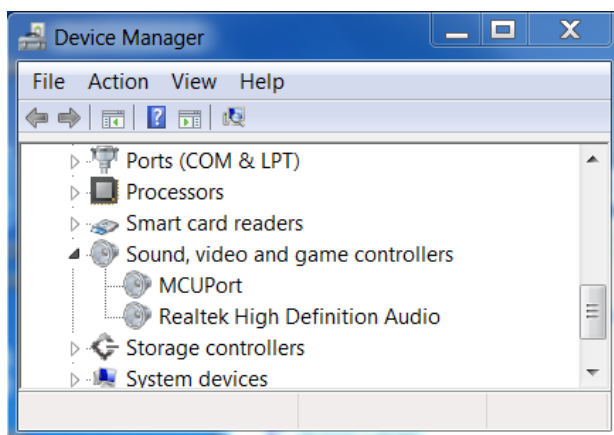 Device Manager
File Action View Help
Ports (COM & LPT)
Processors
Smart card readers
Sound, video and game controllers
MCUPort
Realtek High Definition Audio
Storage controllers
System devices